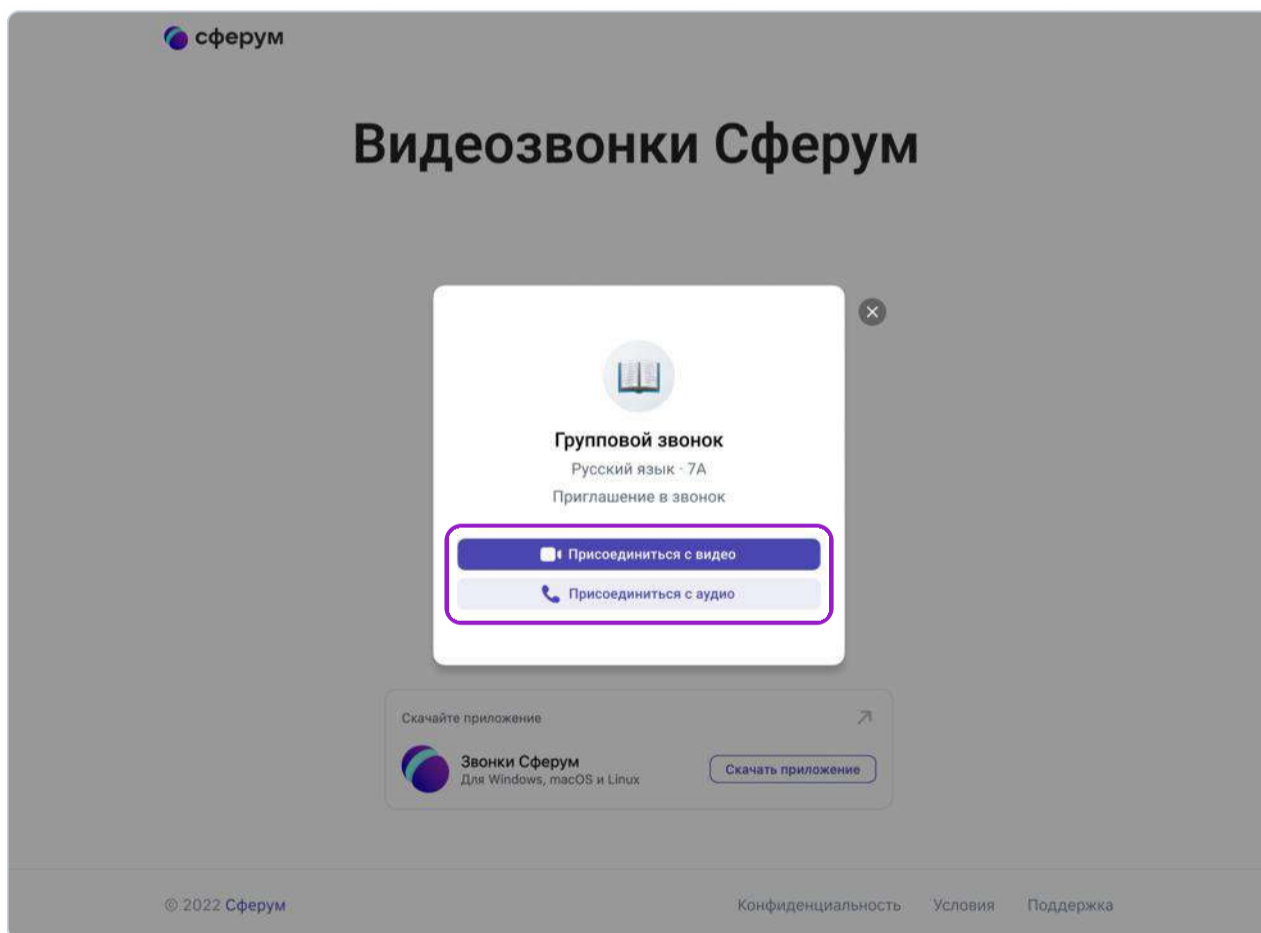 сферум
Видеозвонки Сферум
Групповой звонок
Русский язык · 7А
Приглашение в звонок
Присоединиться с видео
Присоединиться с аудио
Скачайте приложение
Звонки Сферум
Для Windows, macOS и Linux
Скачать приложение
© 2022 Сферум
Конфиденциальность Условия Поддержка